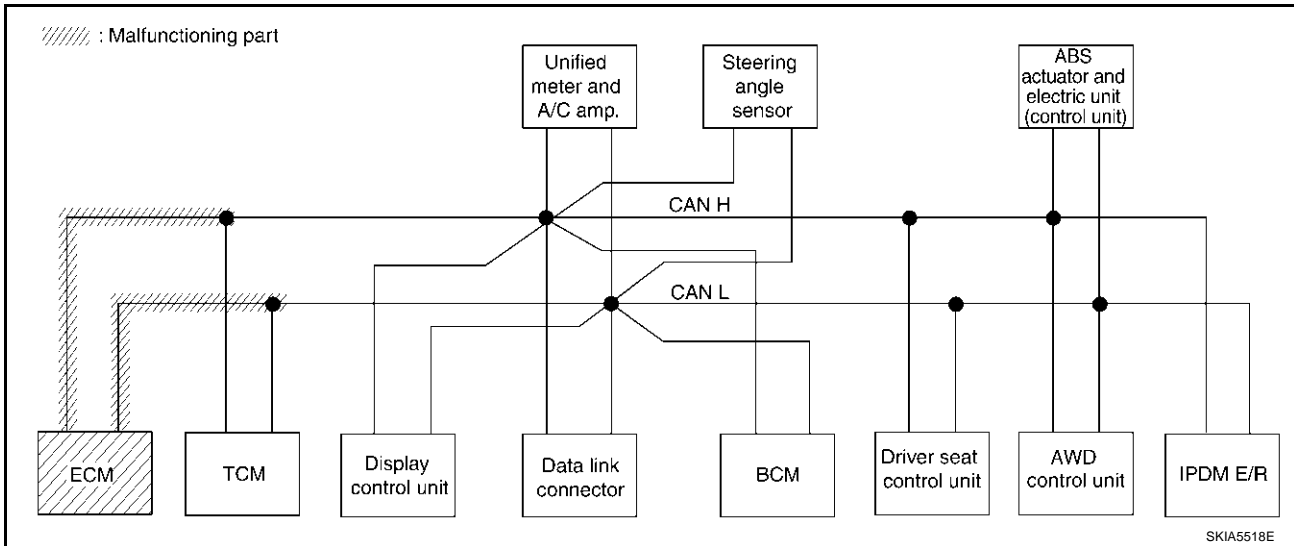 : Malfunctioning part
Unified
meter and
A/C amp.
Steering
angle
sensor
ABS
actuator and
electric unit
(control unit)
CAN H
CAN L
ECM
TCM
Display
control unit
Data link
connector
BCM
Driver seat
control unit
AWD
control unit
IPDM E/R
SKIA5518E